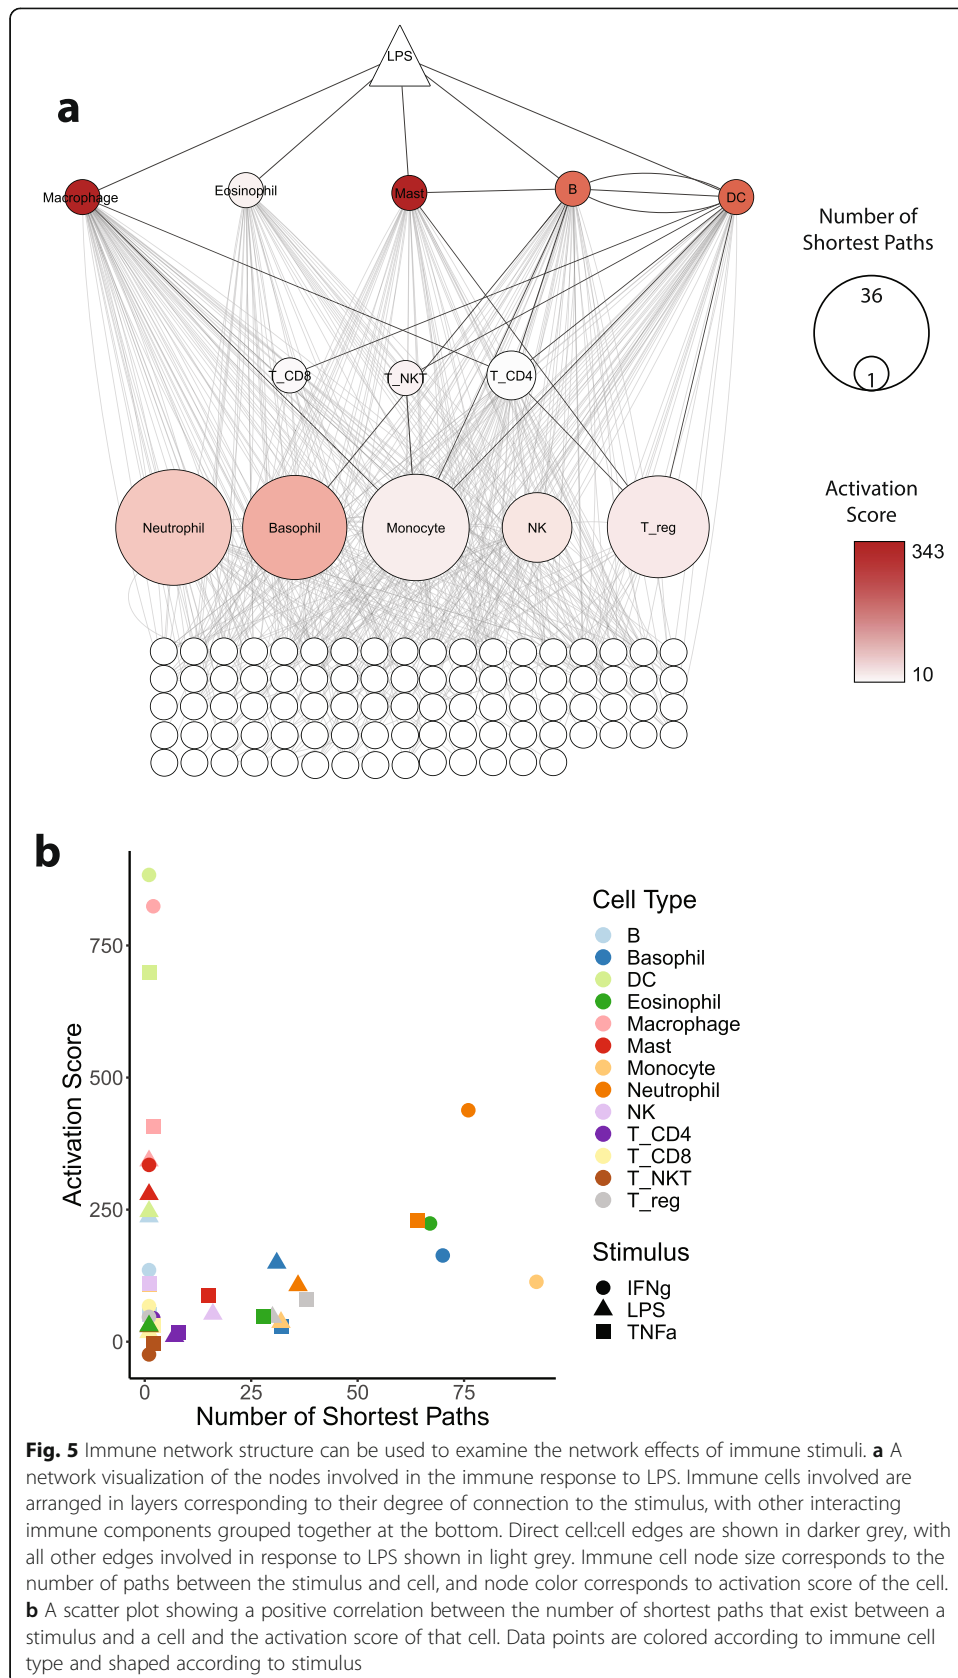 a
LPS
Macrophage
Eosinophil
Mast
B
DC
T_CD8
T_NKT
T_CD4
Neutrophil
Basophil
Monocyte
NK
T_reg
Number of
Shortest Paths
36
1
Activation
Score
343
10
b
Activation Score
750
500
250
0
0
25
50
75
Number of Shortest Paths
Cell Type
B
Basophil
DC
Eosinophil
Macrophage
Mast
Monocyte
Neutrophil
NK
T_CD4
T_CD8
T_NKT
T_reg
Stimulus
IFNg
LPS
TNFa
Fig. 5 Immune network structure can be used to examine the network effects of immune stimuli. a A
network visualization of the nodes involved in the immune response to LPS. Immune cells involved are
arranged in layers corresponding to their degree of connection to the stimulus, with other interacting
immune components grouped together at the bottom. Direct cell:cell edges are shown in darker grey, with
all other edges involved in response to LPS shown in light grey. Immune cell node size corresponds to the
number of paths between the stimulus and cell, and node color corresponds to activation score of the cell.
b A scatter plot showing a positive correlation between the number of shortest paths that exist between a
stimulus and a cell and the activation score of that cell. Data points are colored according to immune cell
type and shaped according to stimulus